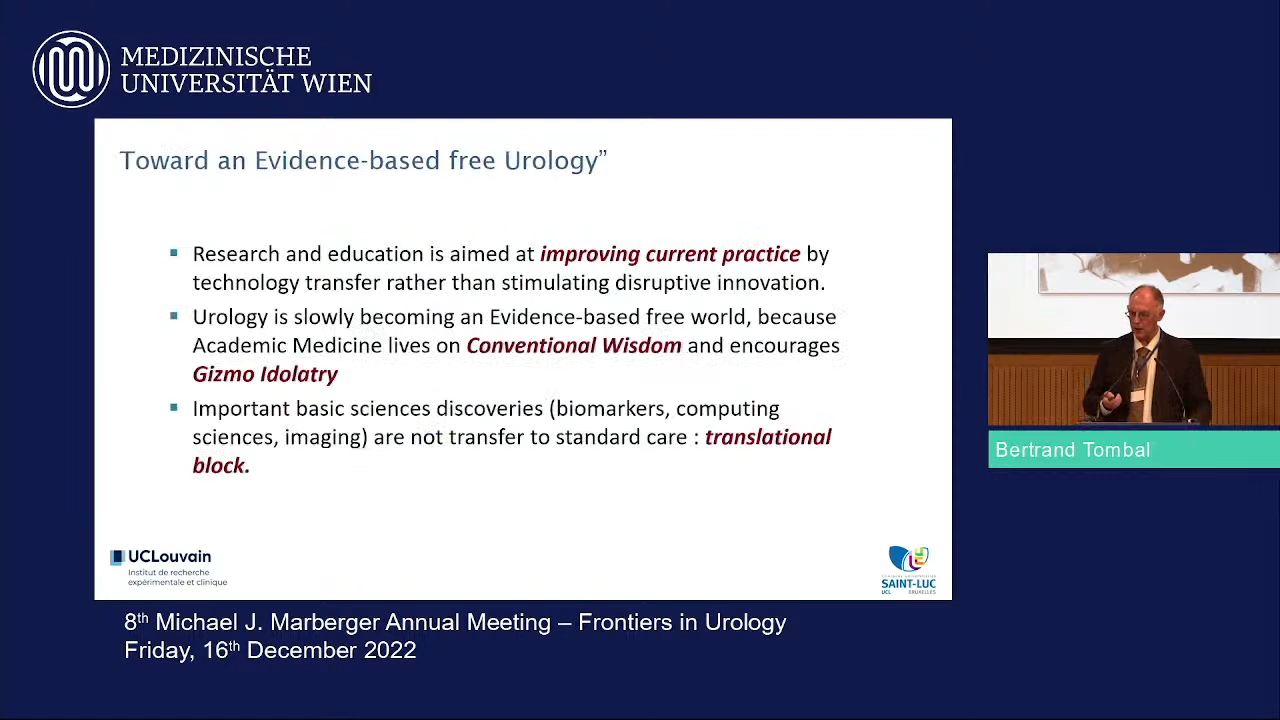 MEDIZINISCHE
UNIVERSITÄT WIEN
Toward an Evidence-based free Urology”
▪ Research and education is aimed at improving current practice by
technology transfer rather than stimulating disruptive innovation.
▪ Urology is slowly becoming an Evidence-based free world, because
Academic Medicine lives on Conventional Wisdom and encourages
Gizmo Idolatry
▪ Important basic sciences discoveries (biomarkers, computing
sciences, imaging) are not transfer to standard care : translational
block.
Bertrand Tombal
UCLouvain
Institut de recherche
expérimentale et clinique
SAINT-LUC
UCL BRUXELLES
8th Michael J. Marberger Annual Meeting – Frontiers in Urology
Friday, 16th December 2022